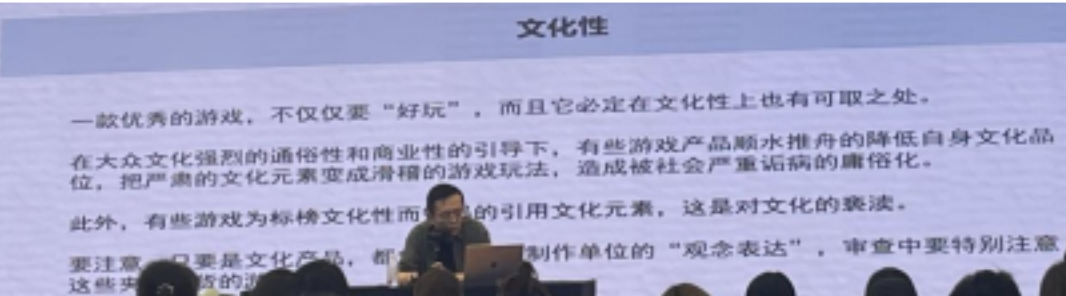 文化性
一款优秀的游戏，不仅仅要“好玩”，而且它必定在文化性上也有可取之处。
在大众文化强烈的通俗性和商业性的引导下，有些游戏产品顺水推舟的降低自身文化品
位，把严肃的文化元素变成滑稽的游戏玩法，造成被社会严重诟病的庸俗化。
此外，有些游戏为标榜文化性而 的引用文化元素，这是对文化的亵渎。
要注意 只要是文化产品，都 制作单位的“观念表达”，审查中要特别注意
这些夹 货的游